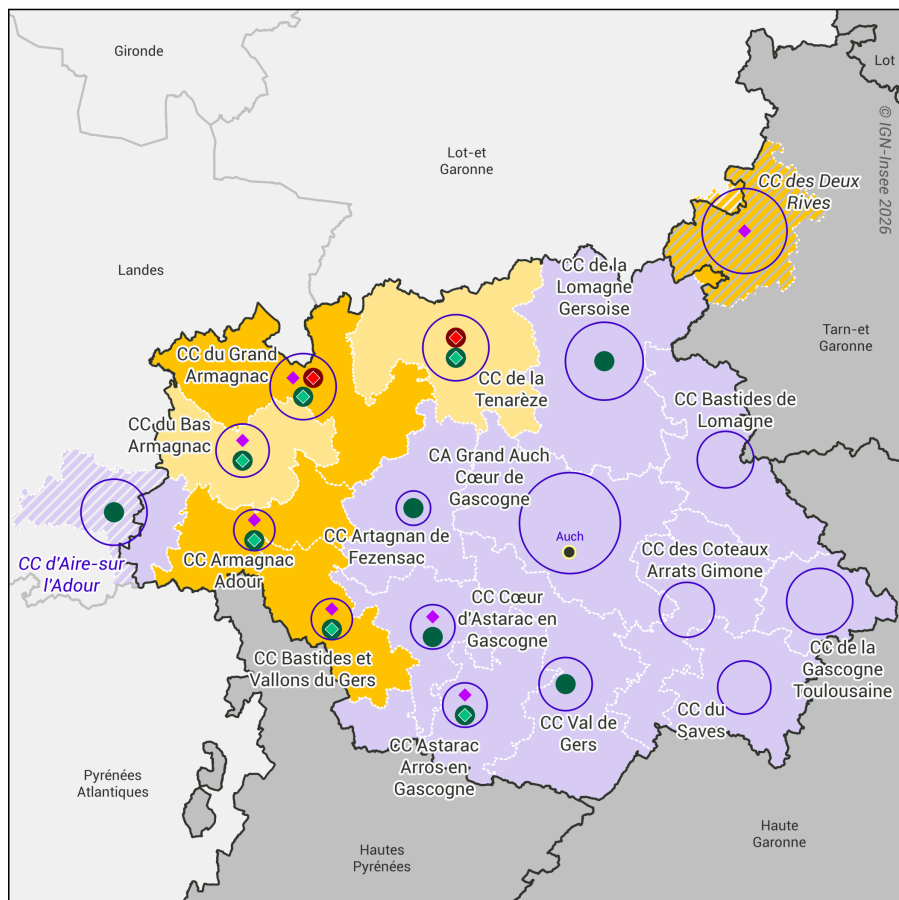 Gironde
Lot
© IGN-Insee 2026
Lot-et
Garonne
CC des Deux
Rives
Landes
CC de la
Lomagne
Gersoise
Tarn-et
Garonne
CC du Grand
Armagnac
CC de la
Tenarèze
CC Bastides de
Lomagne
CC du Bas
Armagnac
CA Grand Auch
Cœur de
Gascogne
CC Artagnan de
Fezensac
Auch
CC des Coteaux
Arrats Gimone
CC d'Aire-sur
l'Adour
CC Armagnac
Adour
CC Cœur
d'Astarac en
Gascogne
CC Bastides et
Vallons du Gers
CC de la
Gascogne
Toulousaine
CC du
Saves
CC Val de
Gers
CC Astarac
Arros en
Gascogne
Pyrénées
Atlantiques
Hautes
Pyrénées
Haute
Garonne